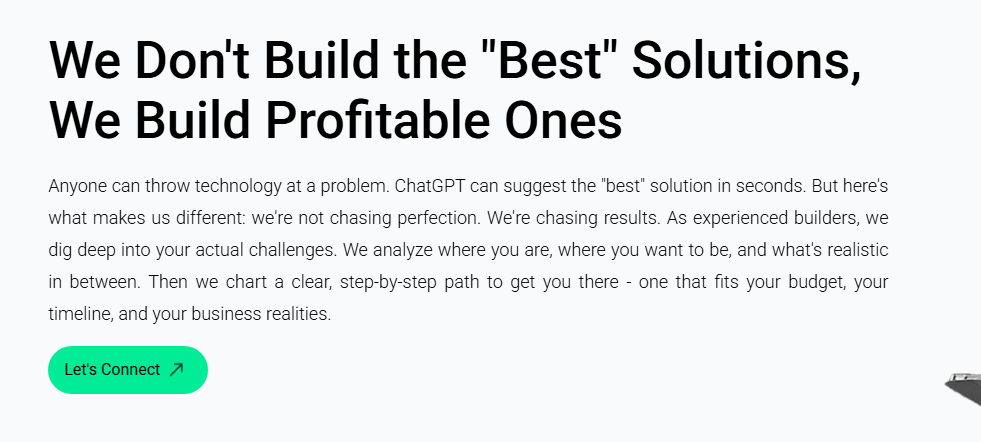 We Don't Build the "Best" Solutions,
We Build Profitable Ones
Anyone can throw technology at a problem. ChatGPT can suggest the "best" solution in seconds. But here's
what makes us different: we're not chasing perfection. We're chasing results. As experienced builders, we
dig deep into your actual challenges. We analyze where you are, where you want to be, and what's realistic
in between. Then we chart a clear, step-by-step path to get you there - one that fits your budget, your
timeline, and your business realities.
Let's Connect